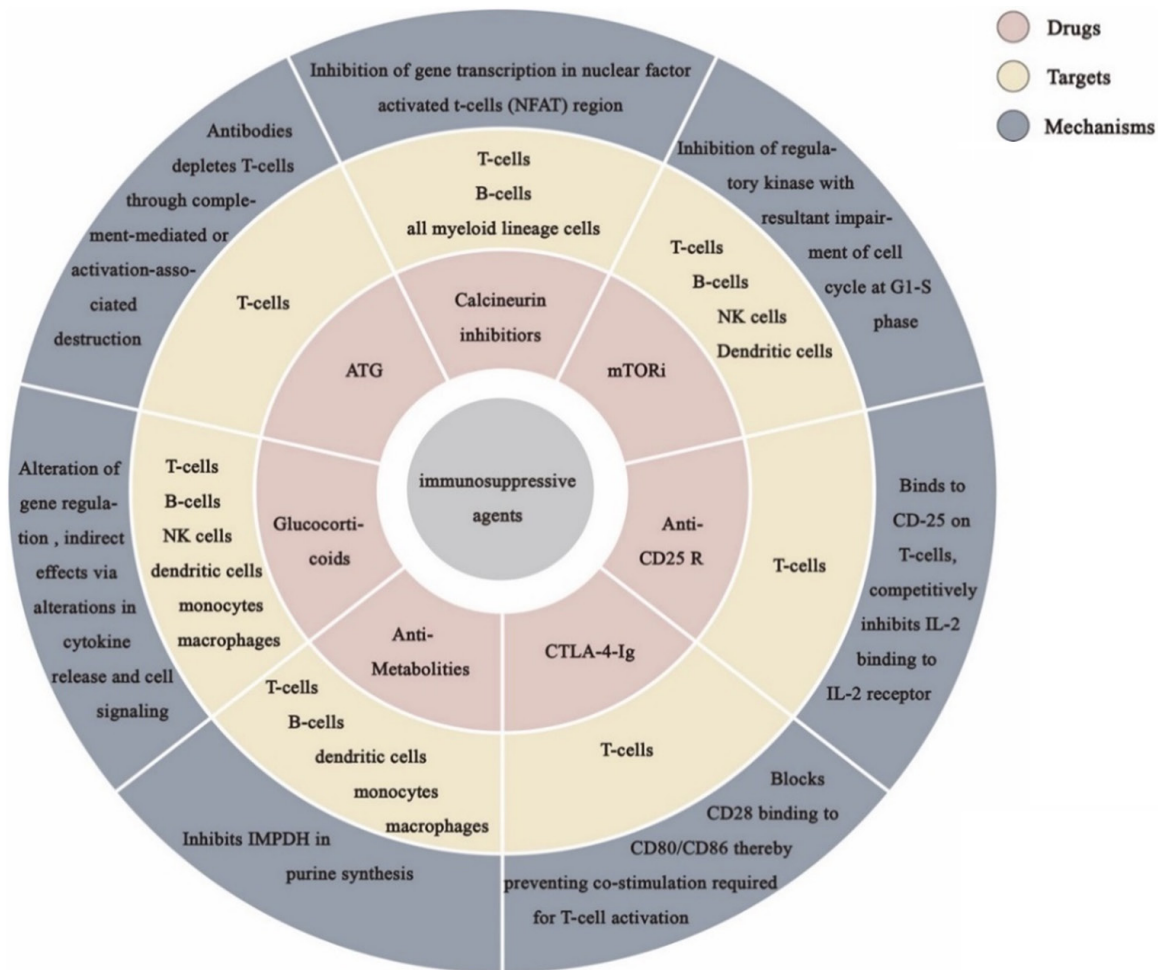 Drugs
Targets
Mechanisms
immunosuppressive
agents
Calcineurin
inhibitiors
T-cells
B-cells
all myeloid lineage cells
Inhibition of gene transcription in nuclear factor
activated t-cells (NFAT) region
mTORi
T-cells
B-cells
NK cells
Dendritic cells
Inhibition of regula-
tory kinase with
resultant impair-
ment of cell
cycle at G1-S
phase
Anti-
CD25 R
T-cells
Binds to
CD-25 on
T-cells,
competitively
inhibits IL-2
binding to
IL-2 receptor
CTLA-4-Ig
T-cells
Blocks
CD28 binding to
CD80/CD86 thereby
preventing co-stimulation required
for T-cell activation
Anti-
Metabolities
T-cells
B-cells
dendritic cells
monocytes
macrophages
Inhibits IMPDH in
purine synthesis
Glucocorti-
coids
T-cells
B-cells
NK cells
dendritic cells
monocytes
macrophages
Alteration of
gene regula-
tion , indirect
effects via
alterations in
cytokine
release and cell
signaling
ATG
T-cells
Antibodies
depletes T-cells
through comple-
ment-mediated or
activation-asso-
ciated
destruction